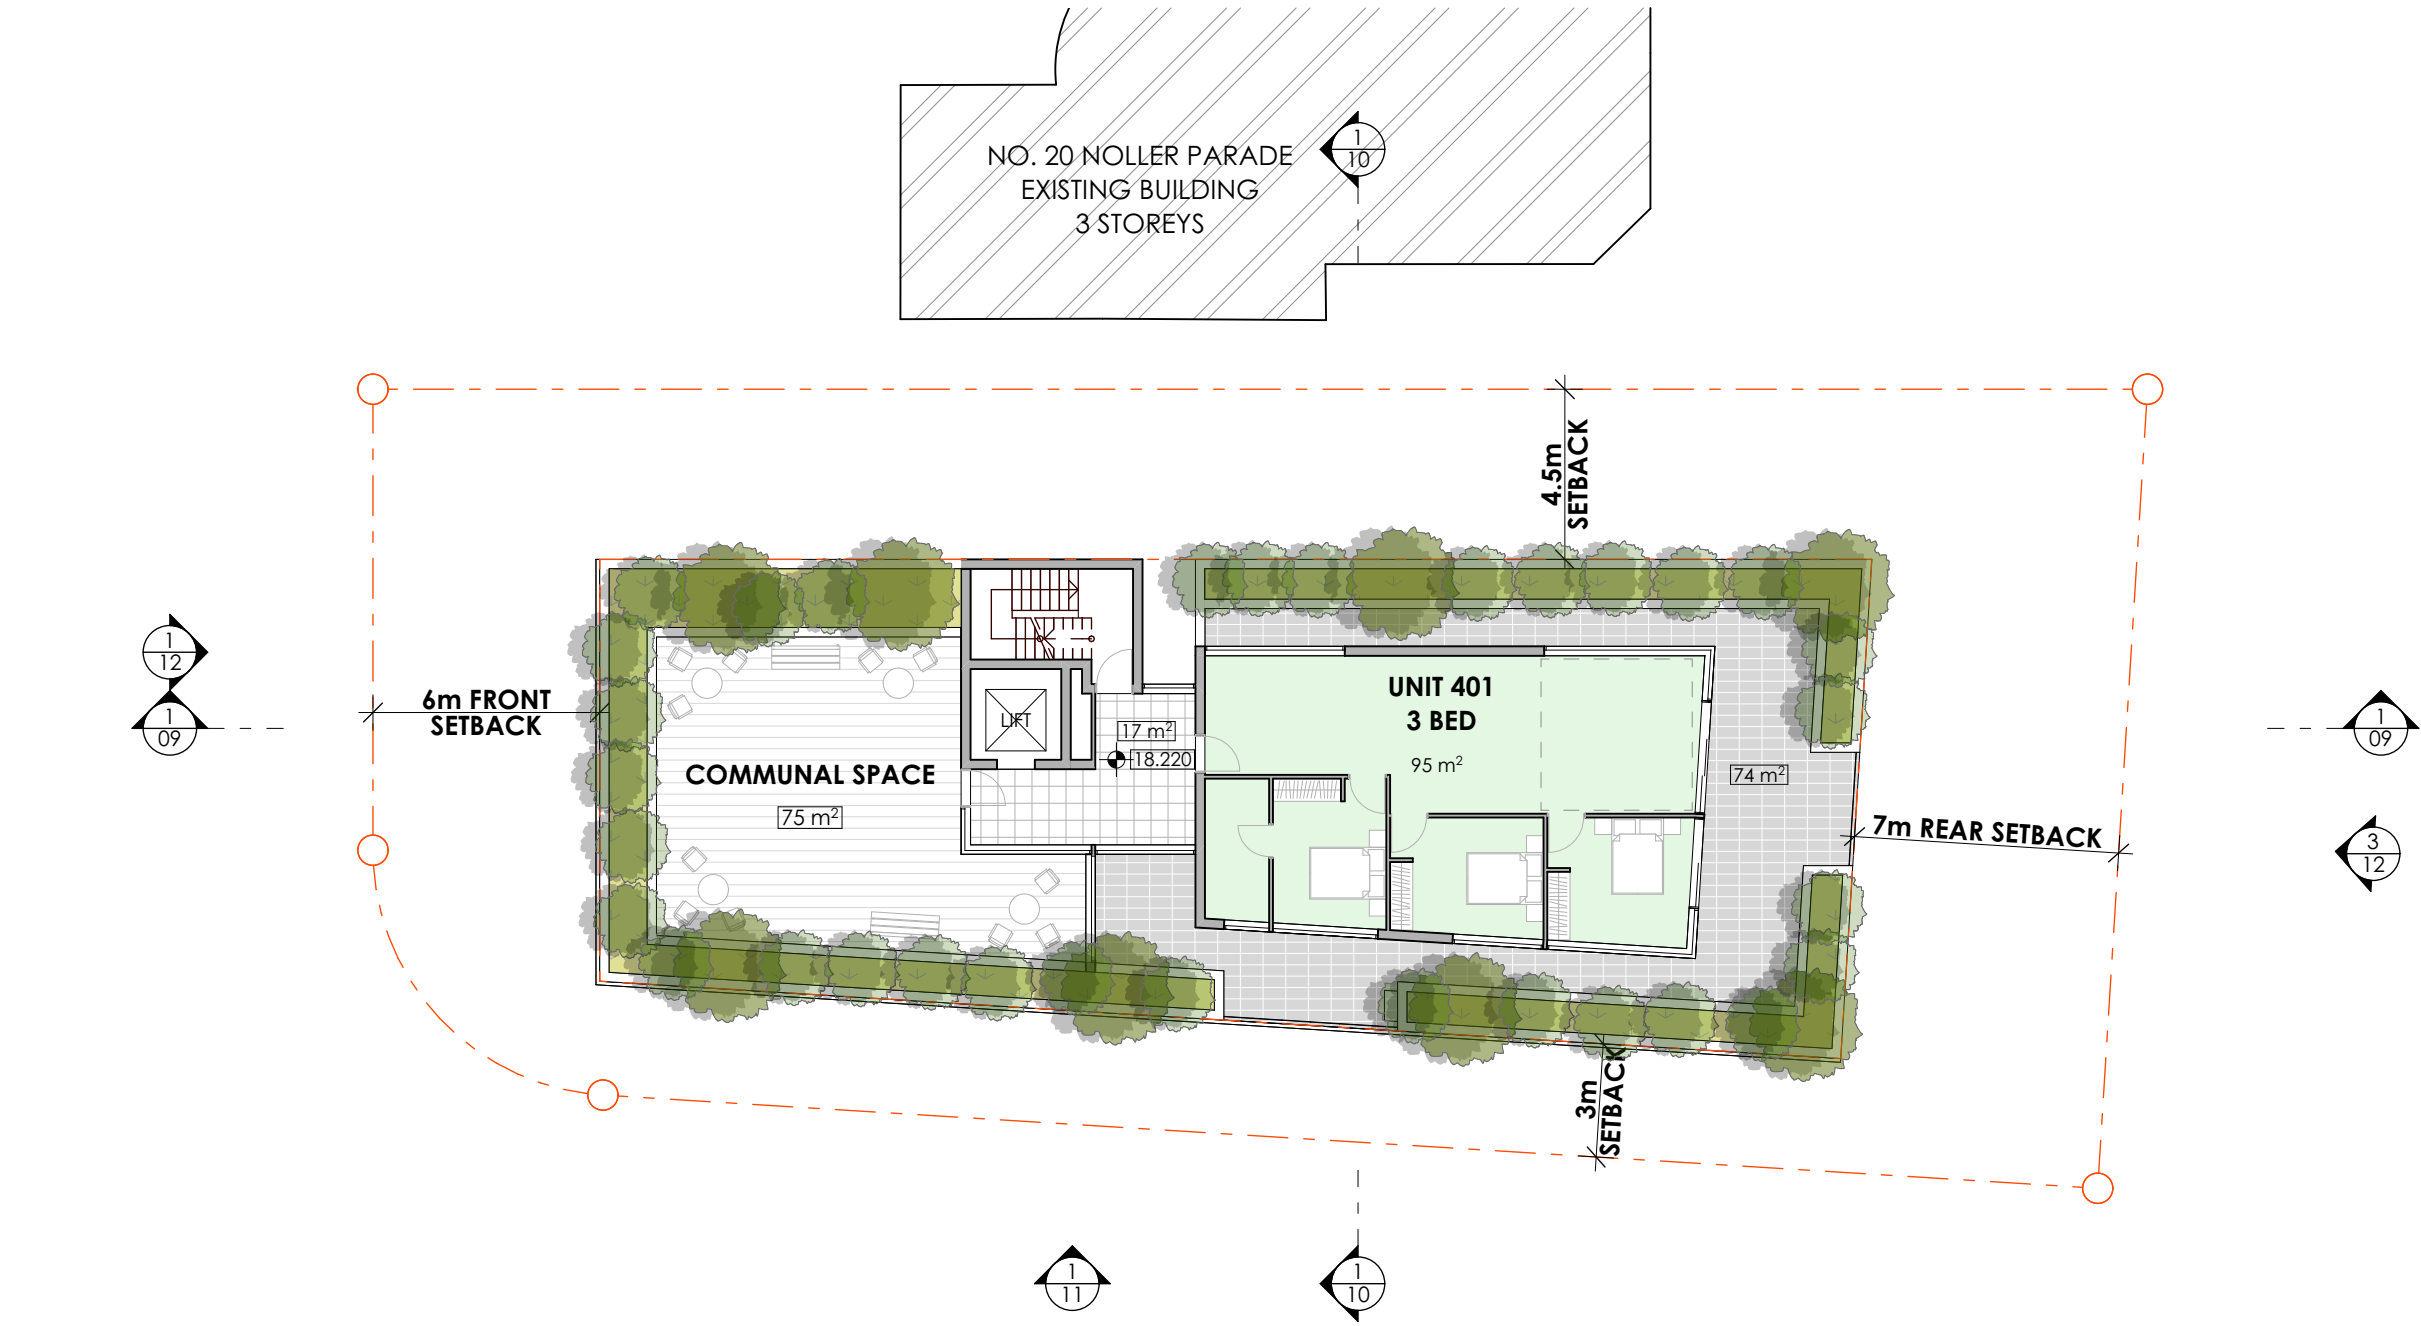 1
10
NO. 20 NOLLER PARADE
EXISTING BUILDING
3 STOREYS
4.5m
SETBACK
1
12
6m FRONT
SETBACK
1
09
UNIT 401
3 BED
95 m²
LIFT
17 m²
18.220
COMMUNAL SPACE
75 m²
74 m²
1
09
7m REAR SETBACK
3
12
3m
SETBACK
1
11
1
10